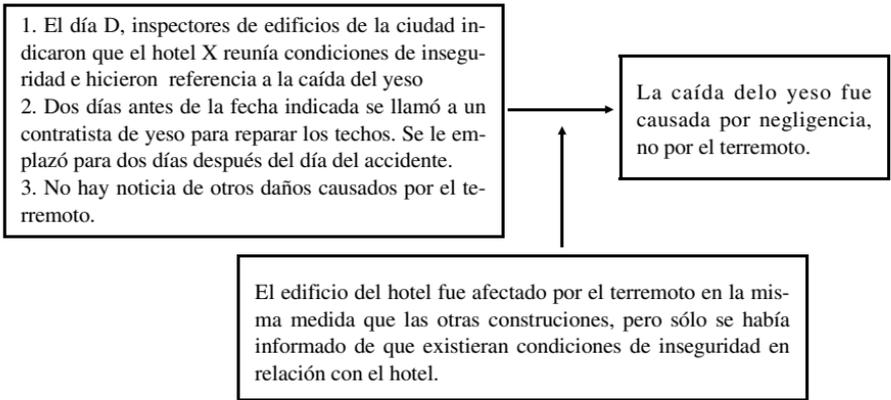 1. El día D, inspectores de edificios de la ciudad in-
dicaron que el hotel X reunía condiciones de insegu-
ridad e hicieron referencia a la caída del yeso
2. Dos días antes de la fecha indicada se llamó a un
contratista de yeso para reparar los techos. Se le em-
plazó para dos días después del día del accidente.
3. No hay noticia de otros daños causados por el te-
rremoto.
La caída delo yeso fue
causada por negligencia,
no por el terremoto.
El edificio del hotel fue afectado por el terremoto en la mis-
ma medida que las otras construciones, pero sólo se había
informado de que existieran condiciones de inseguridad en
relación con el hotel.